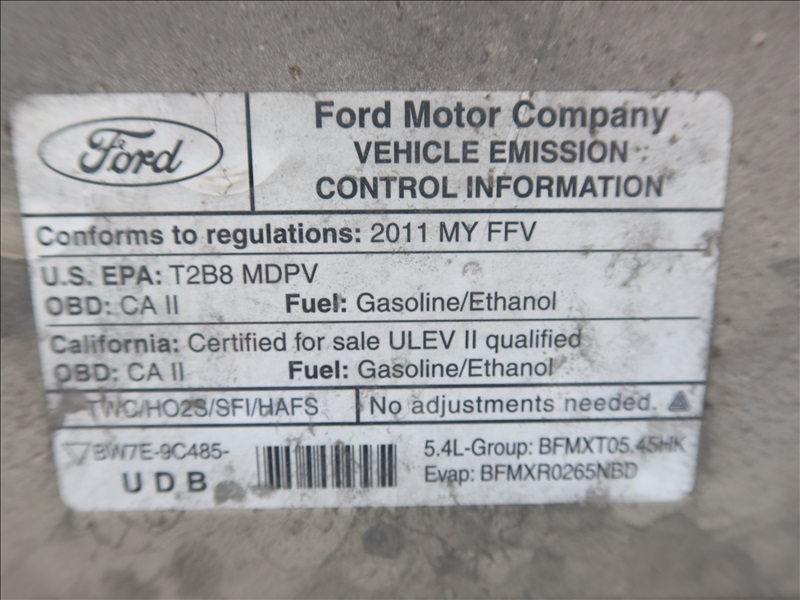 Ford
Ford Motor Company
VEHICLE EMISSION
CONTROL INFORMATION
Conforms to regulations: 2011 MY FFV
U.S. EPA: T2B8 MDPV
OBD: CA II Fuel: Gasoline/Ethanol
California: Certified for sale ULEV II qualified
OBD: CA II Fuel: Gasoline/Ethanol
TWC/HO2S/SFI/HAFS No adjustments needed.
BW7E-9C485- 5.4L-Group: BFMXT05.45HK
UDB Evap: BFMXR0265NBD